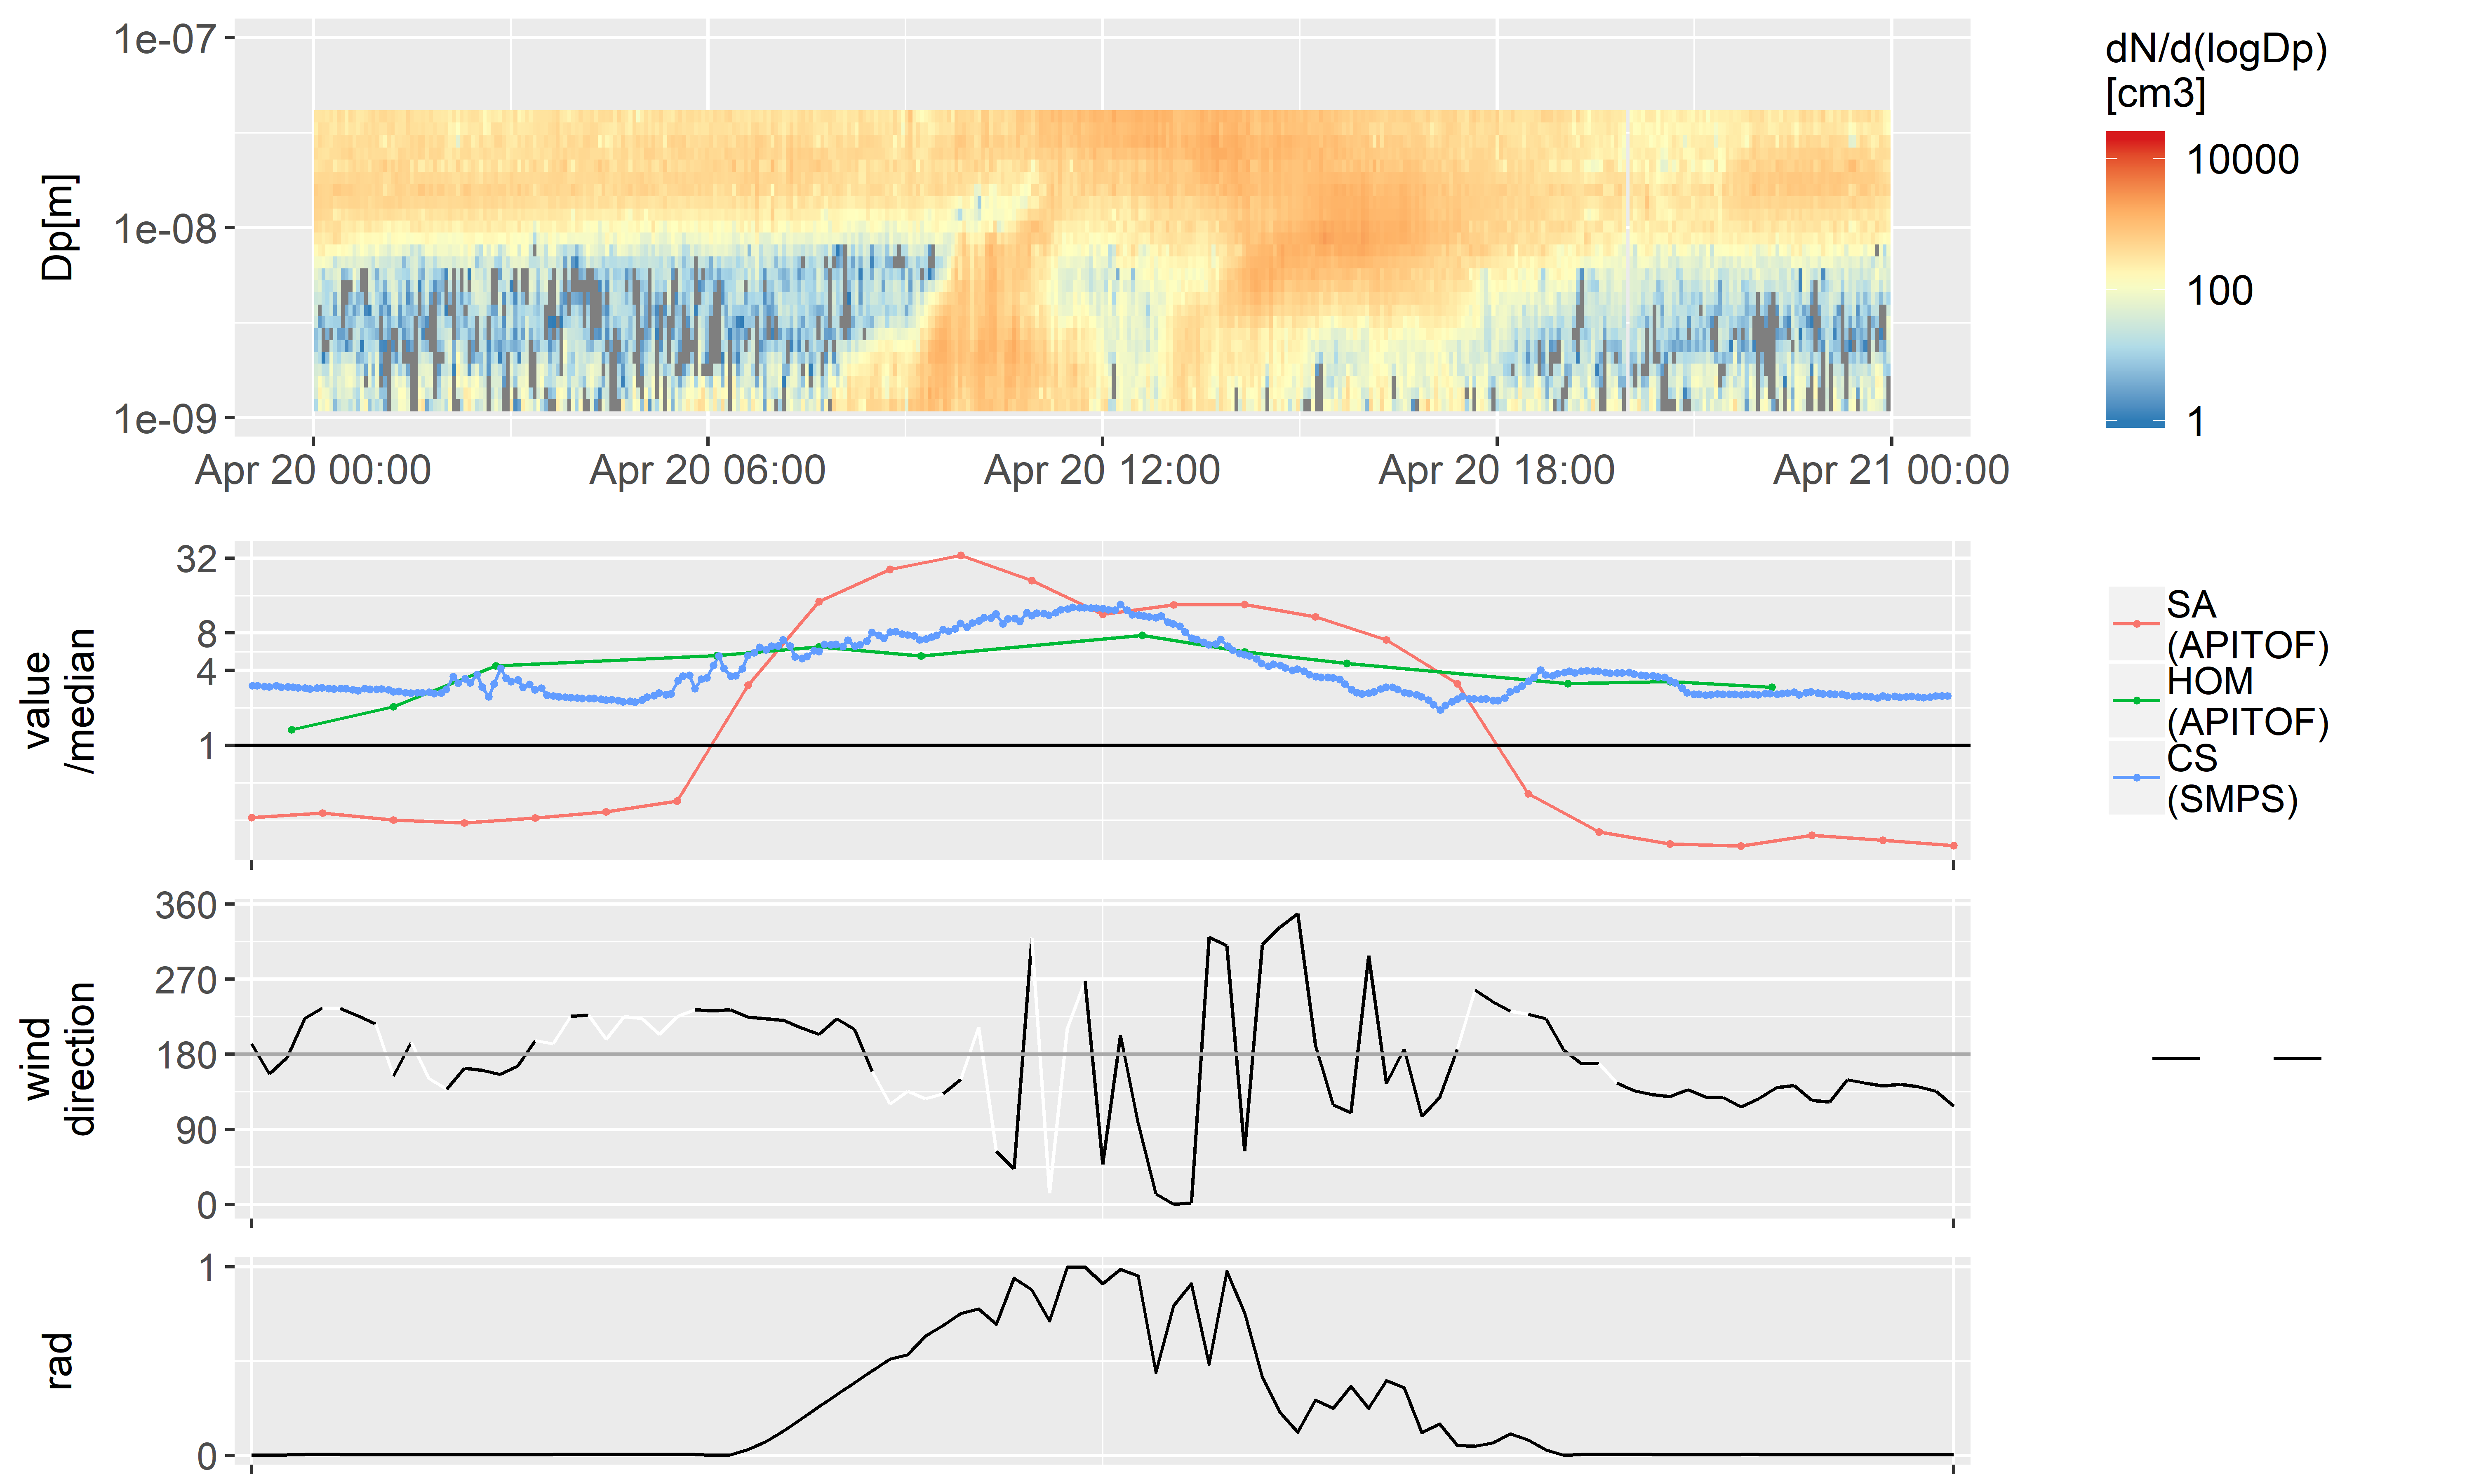 1e-07
1e-08
1e-09
Dp[m]
Apr 20 00:00
Apr 20 06:00
Apr 20 12:00
Apr 20 18:00
Apr 21 00:00
dN/d(logDp)
[cm3]
10000
100
1
32
8
4
1
value
/median
SA
(APITOF)
HOM
(APITOF)
CS
(SMPS)
360
270
180
90
0
wind
direction
1
0
rad